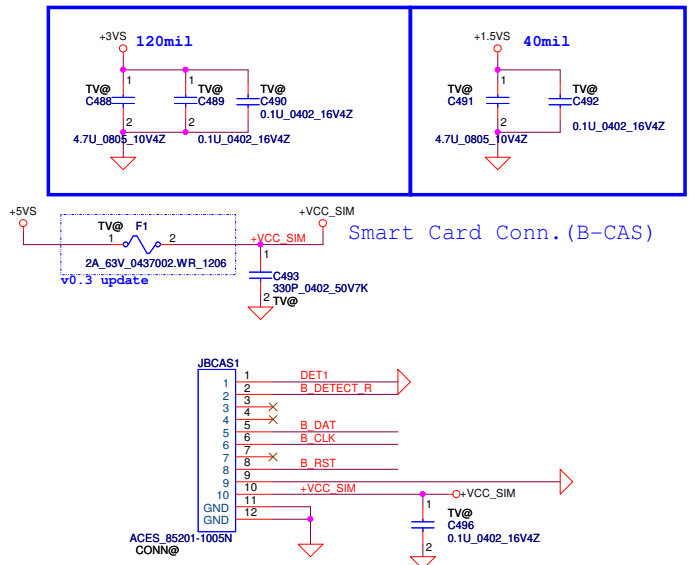 +3VS 120mil
1
TV@ TV@ TV@
C488 C489 C490
0.1U_0402_16V4Z
2
4.7U_0805_10V4Z 0.1U_0402_16V4Z
+1.5VS 40mil
1
TV@ TV@
C491 C492
0.1U_0402_16V4Z
2
4.7U_0805_10V4Z
+5VS
+VCC_SIM
Smart Card Conn.(B-CAS)
TV@ F1
1 2
+VCC_SIM
2A_63V_0437002.WR_1206
v0.3 update
1
C493
330P_0402_50V7K
2
TV@
JBCAS1
1 1 DET1
2 2 B_DETECT_R
3 3
4 4
5 5 B_DAT
6 6 B_CLK
7 7
8 8 B_RST
9 9
10 10 +VCC_SIM
+VCC_SIM
GND 11
GND 12
1
TV@
C496
0.1U_0402_16V4Z
2
ACES_85201-1005N
CONN@